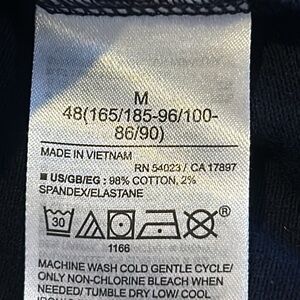 M
48(165/185-96/100-
86/90)
MADE IN VIETNAM
RN 54023 / CA 17897
■ US/GB/EG : 98% COTTON, 2%
SPANDEX/ELASTANE
30
®
1166
MACHINE WASH COLD GENTLE CYCLE/
ONLY NON-CHLORINE BLEACH WHEN
NEEDED/ TUMBLE DRY LOW COOL